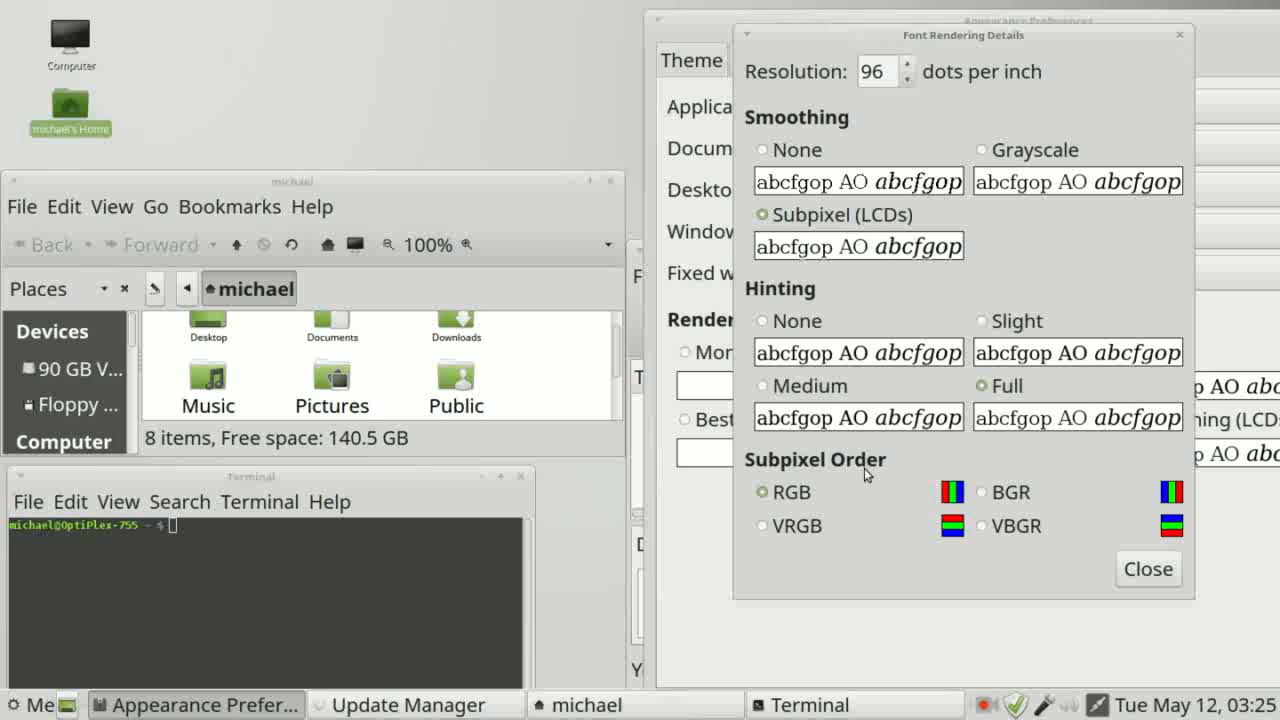 Computer
michael's Home
michael
File Edit View Go Bookmarks Help
Back Forward 100%
Places michael
Devices
90 GB V...
Floppy ...
Computer
Desktop Documents Downloads
Music Pictures Public
8 items, Free space: 140.5 GB
Terminal
File Edit View Search Terminal Help
michael@OptiPlex-755 ~ $
Appearance Preferences
Theme
Applica
Docum
Deskto
Window
Fixed w
Render
Mon
Best
p AO abc
ning (LCDs
p AO abc
Font Rendering Details
Resolution: 96 dots per inch
Smoothing
None Grayscale
abcfgop AO abcfgop abcfgop AO abcfgop
Subpixel (LCDs)
abcfgop AO abcfgop
Hinting
None Slight
abcfgop AO abcfgop abcfgop AO abcfgop
Medium Full
abcfgop AO abcfgop abcfgop AO abcfgop
Subpixel Order
RGB BGR
VRGB VBGR
Close
Me Appearance Prefer... Update Manager michael Terminal Tue May 12, 03:25